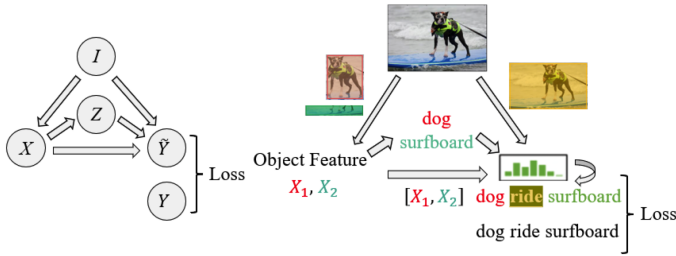 I
Z
X
Ỹ
Y
Loss
dog
surfboard
Object Feature
X₁, X₂
[X₁, X₂]
dog ride surfboard
dog ride surfboard
Loss